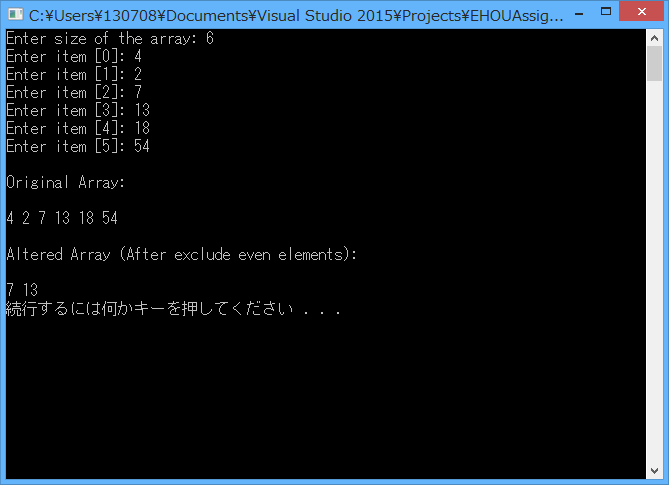 C:¥Users¥130708¥Documents¥Visual Studio 2015¥Projects¥EHOUAssig...
Enter size of the array: 6
Enter item [0]: 4
Enter item [1]: 2
Enter item [2]: 7
Enter item [3]: 13
Enter item [4]: 18
Enter item [5]: 54
Original Array:
4 2 7 13 18 54
Altered Array (After exclude even elements):
7 13
続行するには何かキーを押してください . . .